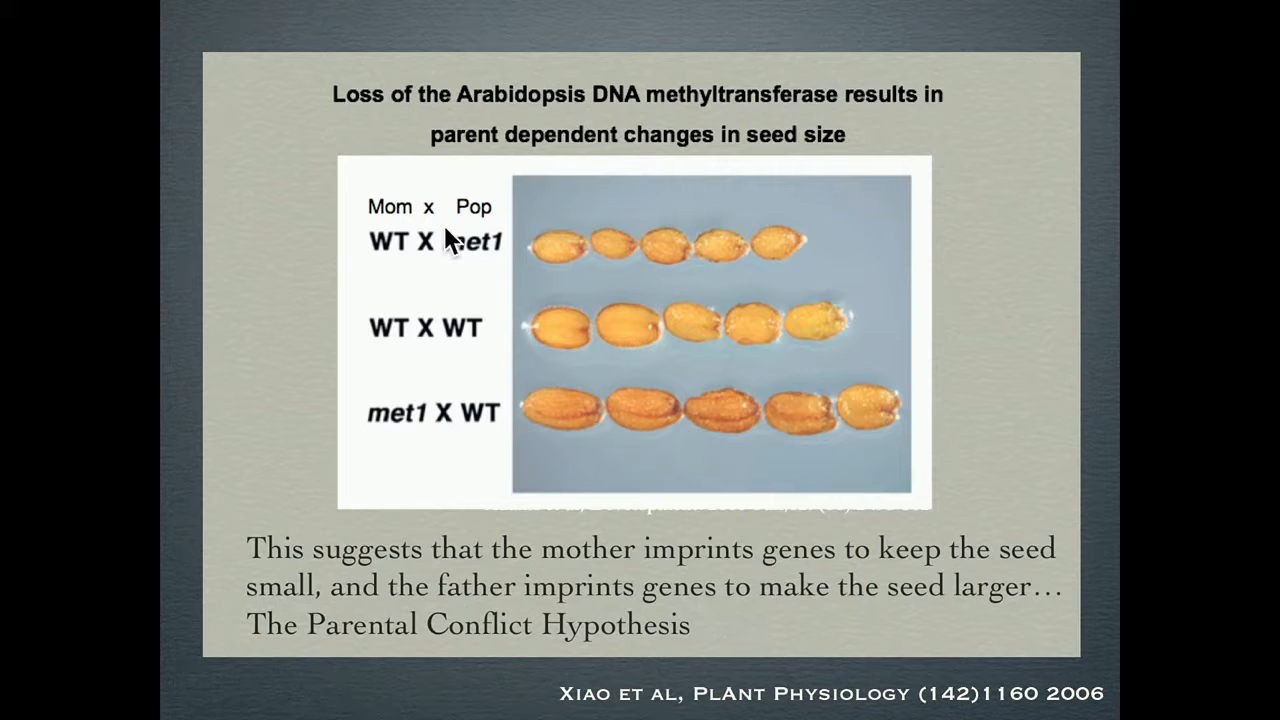 Loss of the Arabidopsis DNA methyltransferase results in
parent dependent changes in seed size
Mom x Pop
WT X met1
WT X WT
met1 X WT
This suggests that the mother imprints genes to keep the seed
small, and the father imprints genes to make the seed larger…
The Parental Conflict Hypothesis
Xiao et al, PlAnt Physiology (142)1160 2006